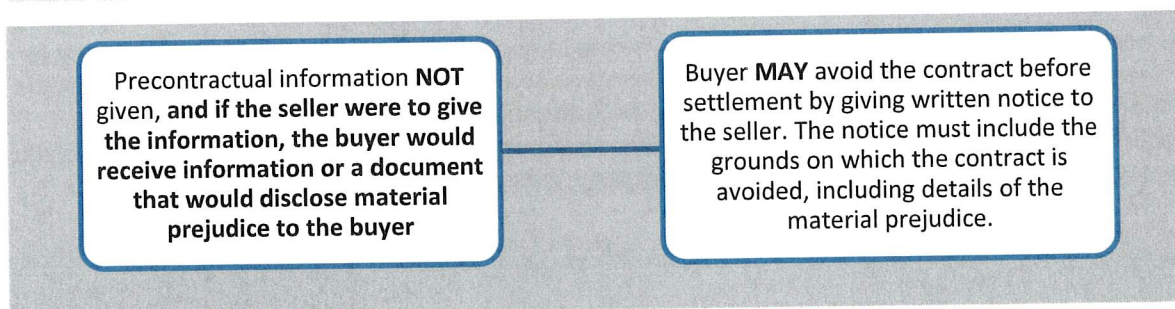 Precontractual information NOT
given, and if the seller were to give
the information, the buyer would
receive information or a document
that would disclose material
prejudice to the buyer
Buyer MAY avoid the contract before
settlement by giving written notice to
the seller. The notice must include the
grounds on which the contract is
avoided, including details of the
material prejudice.